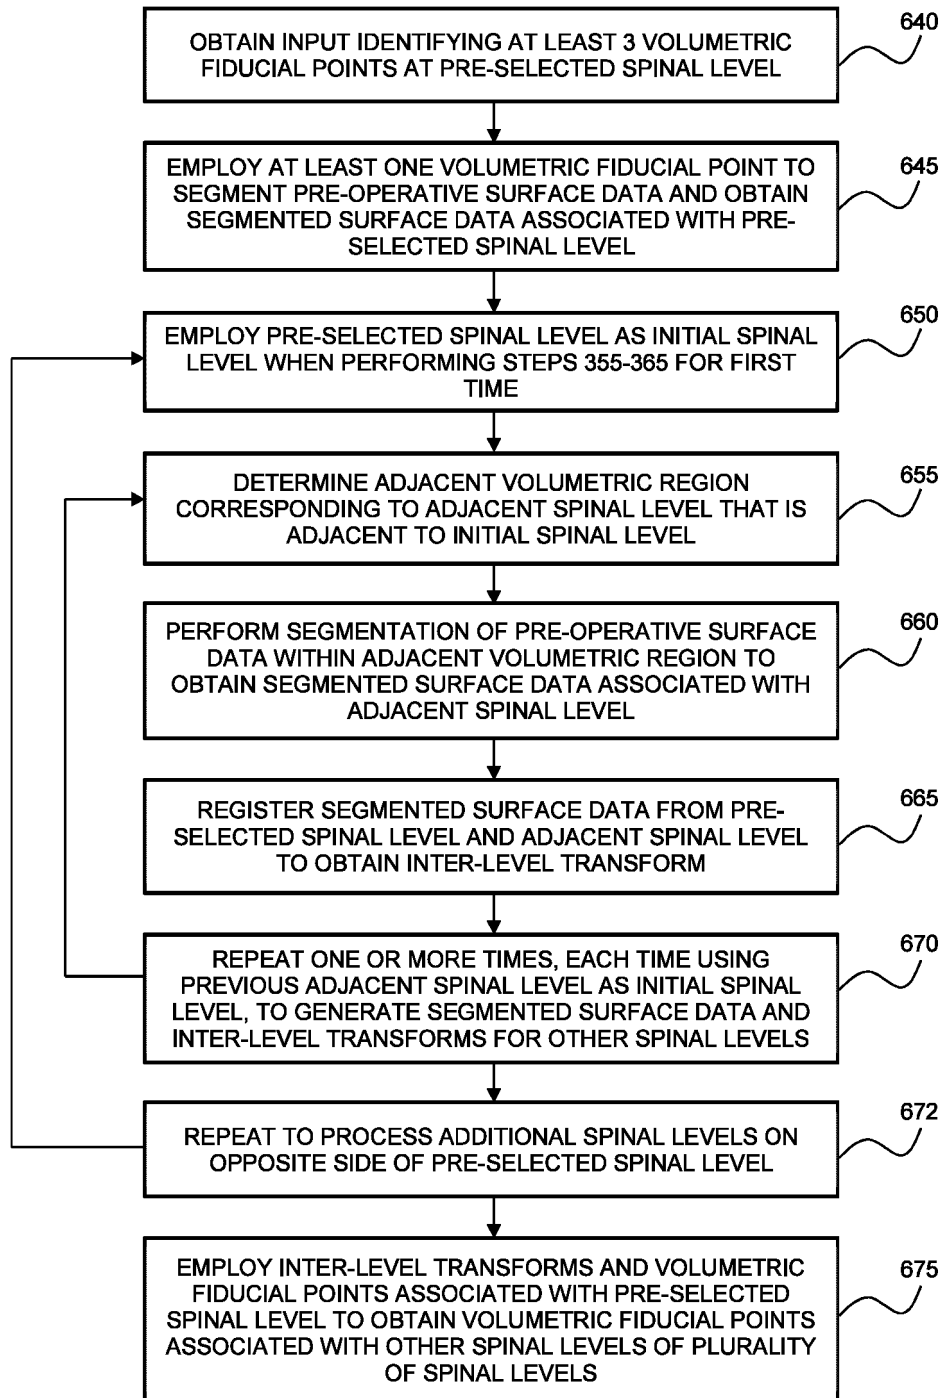 640
OBTAIN INPUT IDENTIFYING AT LEAST 3 VOLUMETRIC
FIDUCIAL POINTS AT PRE-SELECTED SPINAL LEVEL
645
EMPLOY AT LEAST ONE VOLUMETRIC FIDUCIAL POINT TO
SEGMENT PRE-OPERATIVE SURFACE DATA AND OBTAIN
SEGMENTED SURFACE DATA ASSOCIATED WITH PRE-
SELECTED SPINAL LEVEL
650
EMPLOY PRE-SELECTED SPINAL LEVEL AS INITIAL SPINAL
LEVEL WHEN PERFORMING STEPS 355-365 FOR FIRST
TIME
655
DETERMINE ADJACENT VOLUMETRIC REGION
CORRESPONDING TO ADJACENT SPINAL LEVEL THAT IS
ADJACENT TO INITIAL SPINAL LEVEL
660
PERFORM SEGMENTATION OF PRE-OPERATIVE SURFACE
DATA WITHIN ADJACENT VOLUMETRIC REGION TO
OBTAIN SEGMENTED SURFACE DATA ASSOCIATED WITH
ADJACENT SPINAL LEVEL
665
REGISTER SEGMENTED SURFACE DATA FROM PRE-
SELECTED SPINAL LEVEL AND ADJACENT SPINAL LEVEL
TO OBTAIN INTER-LEVEL TRANSFORM
670
REPEAT ONE OR MORE TIMES, EACH TIME USING
PREVIOUS ADJACENT SPINAL LEVEL AS INITIAL SPINAL
LEVEL, TO GENERATE SEGMENTED SURFACE DATA AND
INTER-LEVEL TRANSFORMS FOR OTHER SPINAL LEVELS
672
REPEAT TO PROCESS ADDITIONAL SPINAL LEVELS ON
OPPOSITE SIDE OF PRE-SELECTED SPINAL LEVEL
675
EMPLOY INTER-LEVEL TRANSFORMS AND VOLUMETRIC
FIDUCIAL POINTS ASSOCIATED WITH PRE-SELECTED
SPINAL LEVEL TO OBTAIN VOLUMETRIC FIDUCIAL POINTS
ASSOCIATED WITH OTHER SPINAL LEVELS OF PLURALITY
OF SPINAL LEVELS